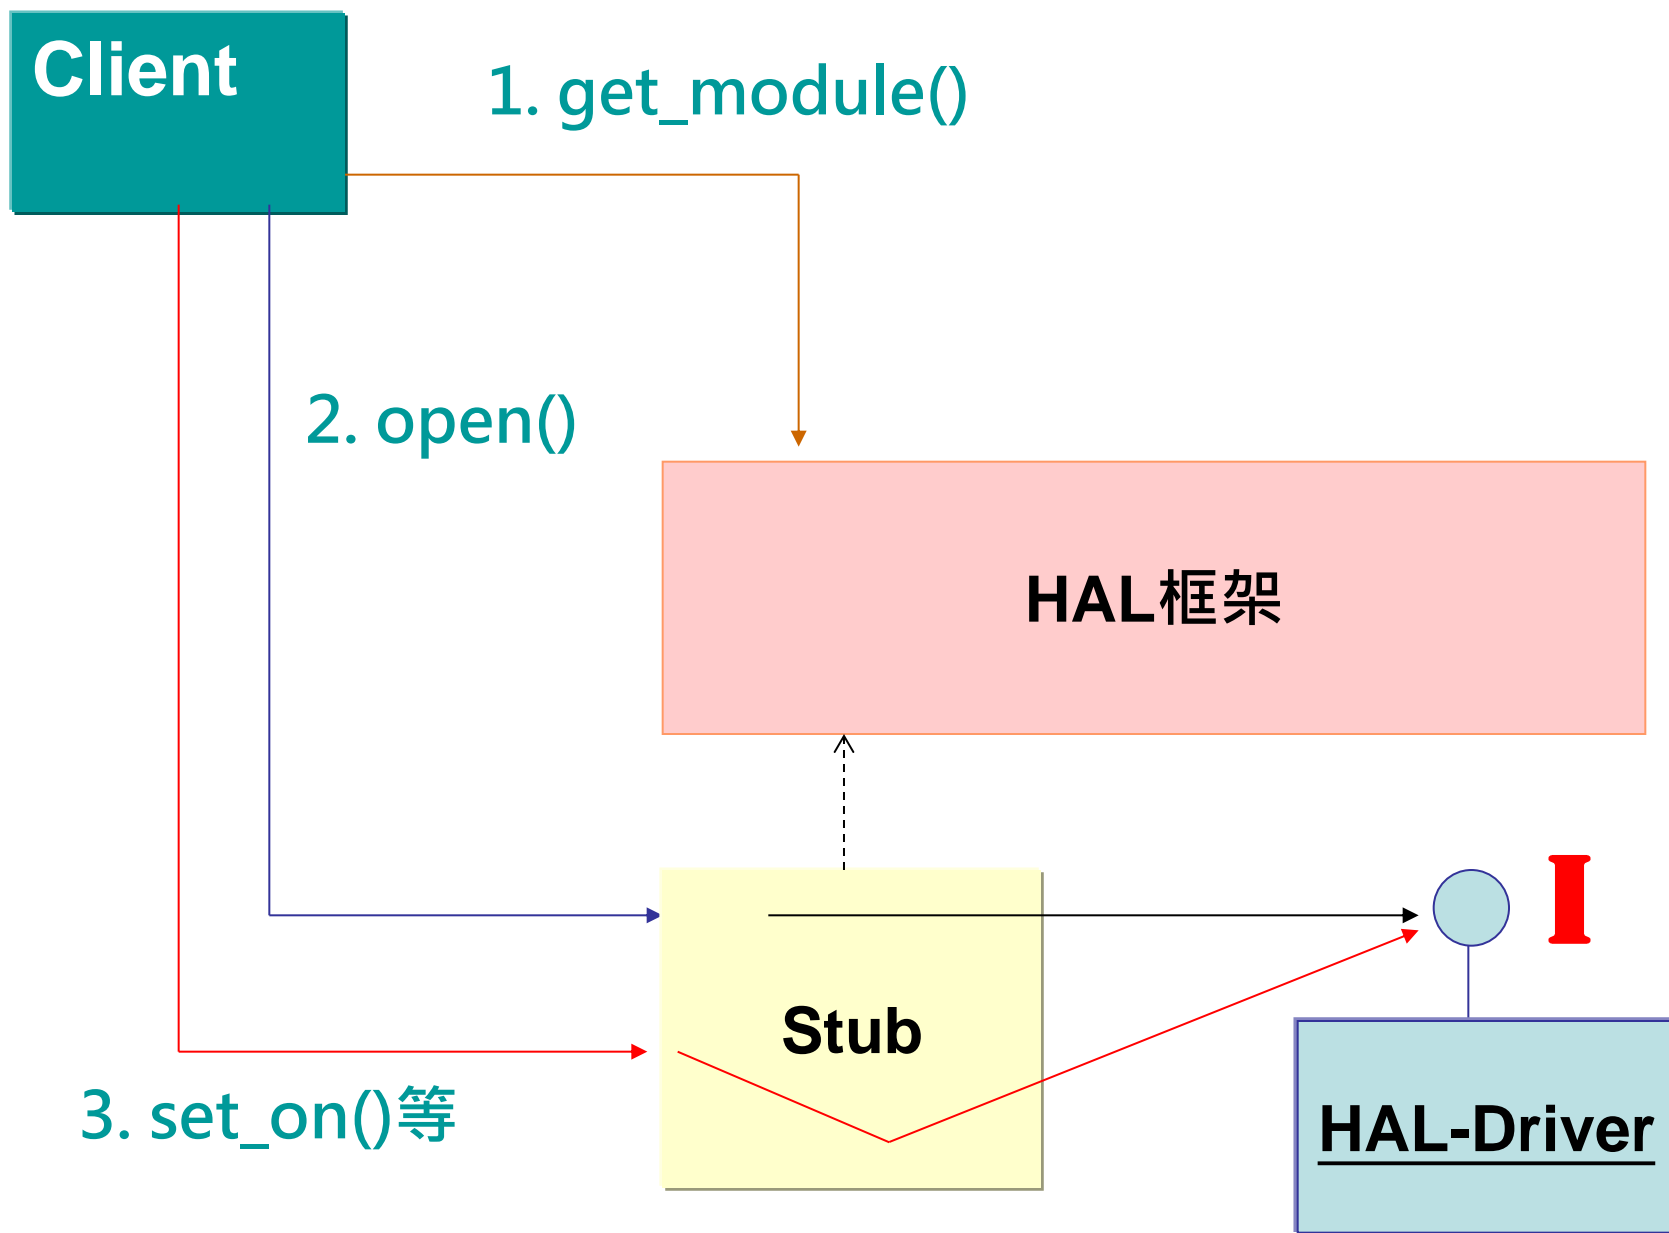 Client
1. get_module()
2. open()
HAL框架
I
Stub
3. set_on()等
HAL-Driver